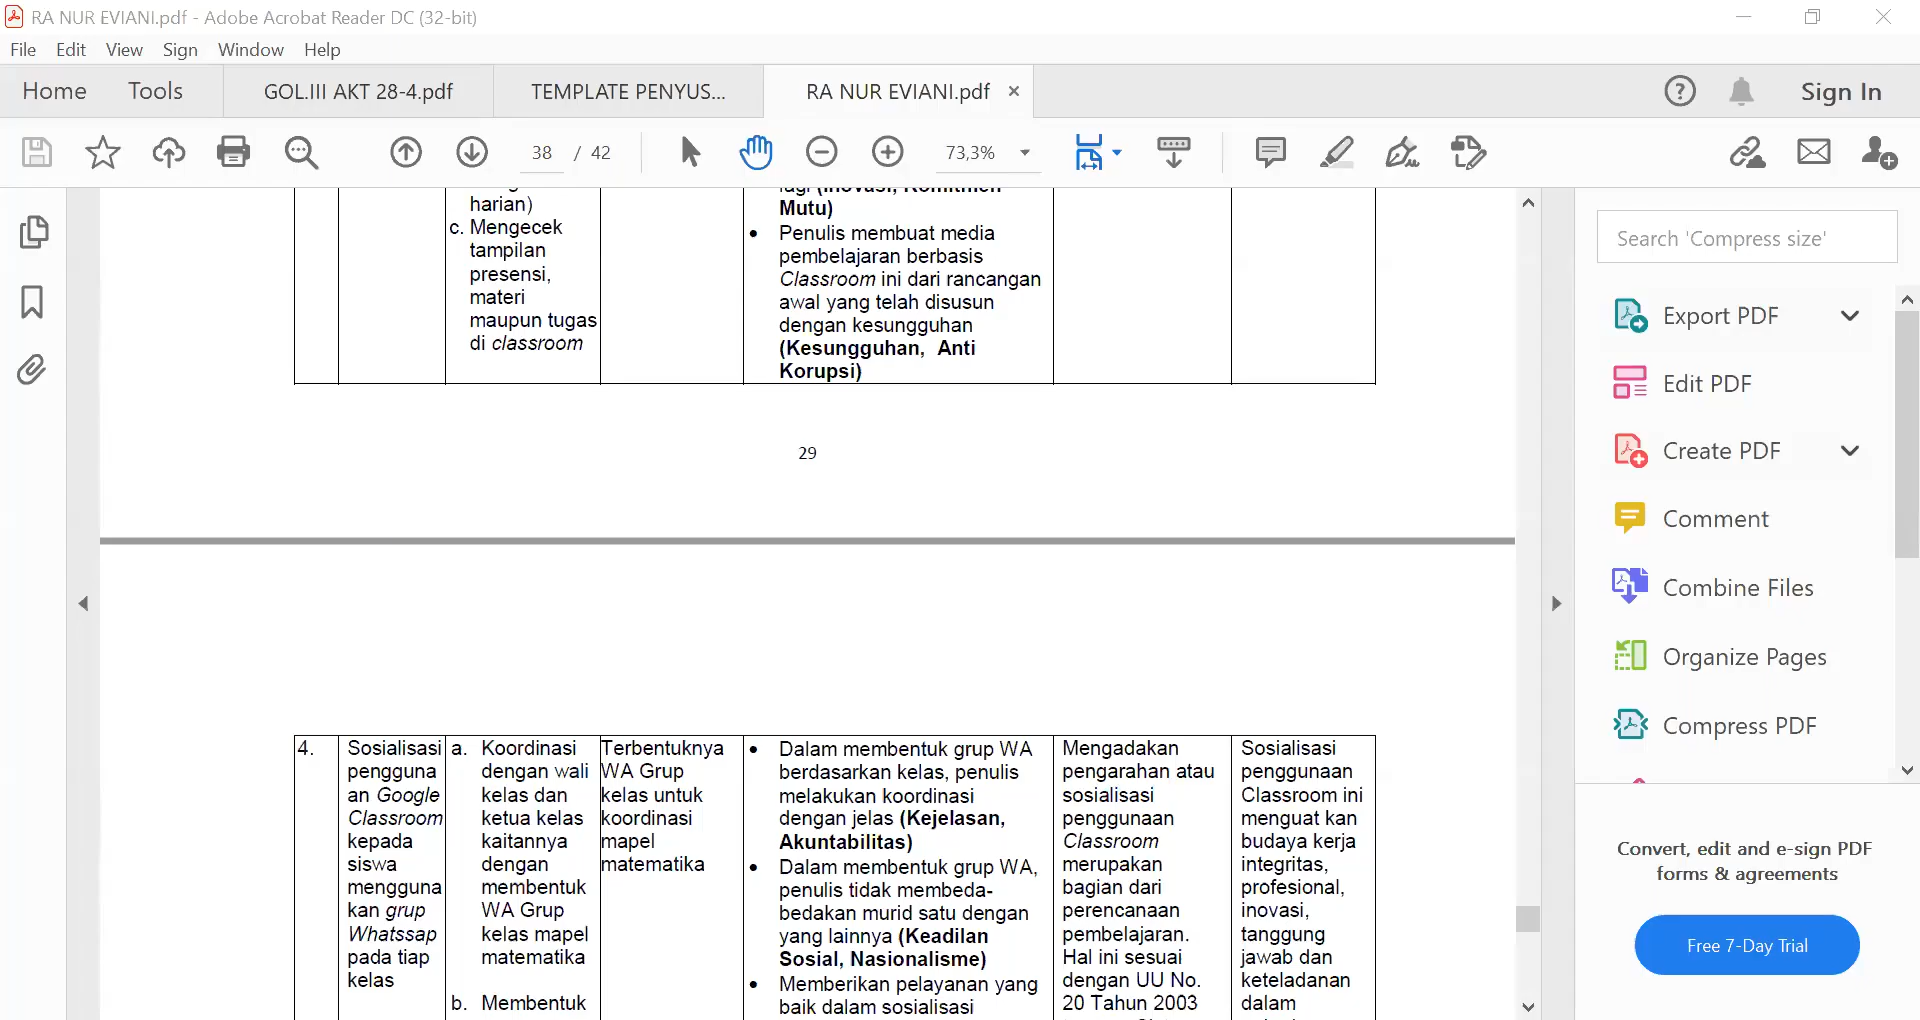 RA NUR EVIANI.pdf - Adobe Acrobat Reader DC (32-bit)
File Edit View Sign Window Help
Home Tools GOL.III AKT 28-4.pdf TEMPLATE PENYUS... RA NUR EVIANI.pdf × Sign In
38 / 42 73,3%
harian)
c. Mengecek
tampilan
presensi,
materi
maupun tugas
di classroom
lagi (Inovasi, Komitmen
Mutu)
• Penulis membuat media
pembelajaran berbasis
Classroom ini dari rancangan
awal yang telah disusun
dengan kesungguhan
(Kesungguhan, Anti
Korupsi)
29
4.
Sosialisasi
pengguna
an Google
Classroom
kepada
siswa
mengguna
kan grup
Whatssap
pada tiap
kelas
a. Koordinasi
dengan wali
kelas dan
ketua kelas
kaitannya
dengan
membentuk
WA Grup
kelas mapel
matematika
b. Membentuk
Terbentuknya
WA Grup
kelas untuk
koordinasi
mapel
matematika
• Dalam membentuk grup WA
berdasarkan kelas, penulis
melakukan koordinasi
dengan jelas (Kejelasan,
Akuntabilitas)
• Dalam membentuk grup WA,
penulis tidak membeda-
bedakan murid satu dengan
yang lainnya (Keadilan
Sosial, Nasionalisme)
• Memberikan pelayanan yang
baik dalam sosialisasi
Mengadakan
pengarahan atau
sosialisasi
penggunaan
Classroom
merupakan
bagian dari
perencanaan
pembelajaran.
Hal ini sesuai
dengan UU No.
20 Tahun 2003
Sosialisasi
penggunaan
Classroom ini
menguat kan
budaya kerja
integritas,
profesional,
inovasi,
tanggung
jawab dan
keteladanan
dalam
Search 'Compress size'
Export PDF
Edit PDF
Create PDF
Comment
Combine Files
Organize Pages
Compress PDF
Convert, edit and e-sign PDF
forms & agreements
Free 7-Day Trial